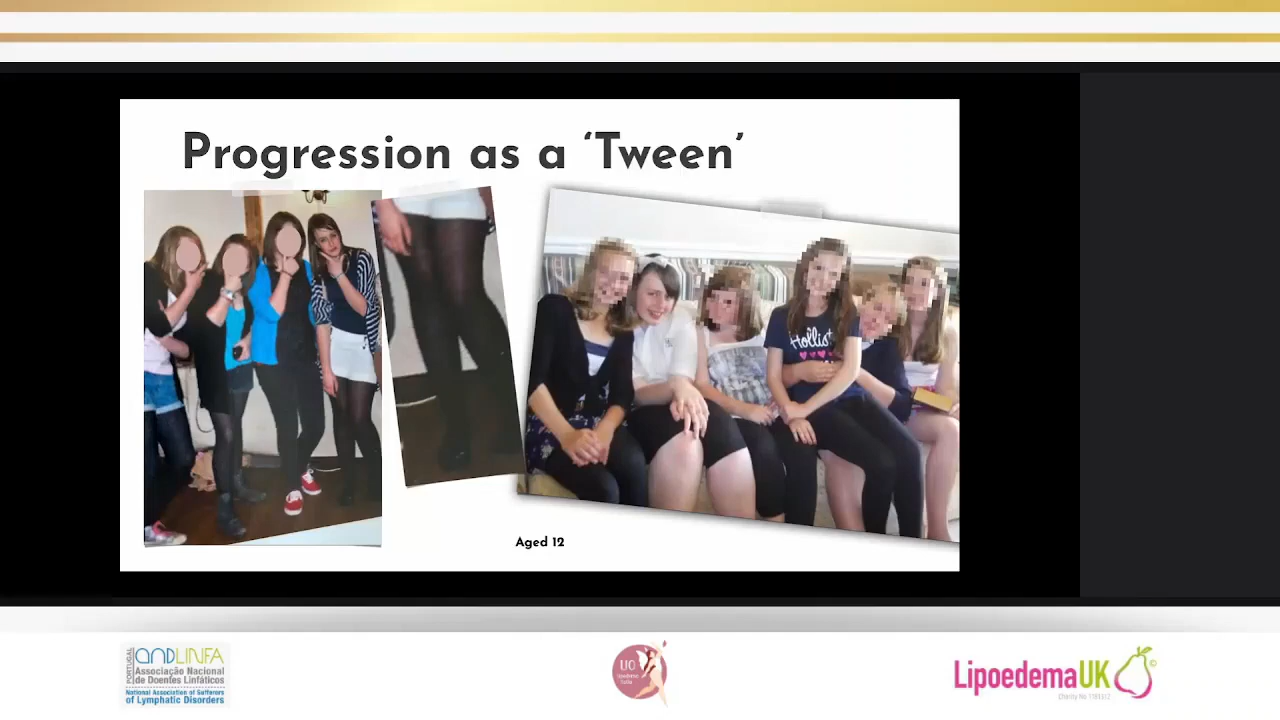 Progression as a ‘Tween’
Hollist
Aged 12
PORTUGAL
ANDLINFA
Associação Nacional
de Doentes Linfáticos
National Association of Sufferers
of Lymphatic Disorders
LipoedemaUK